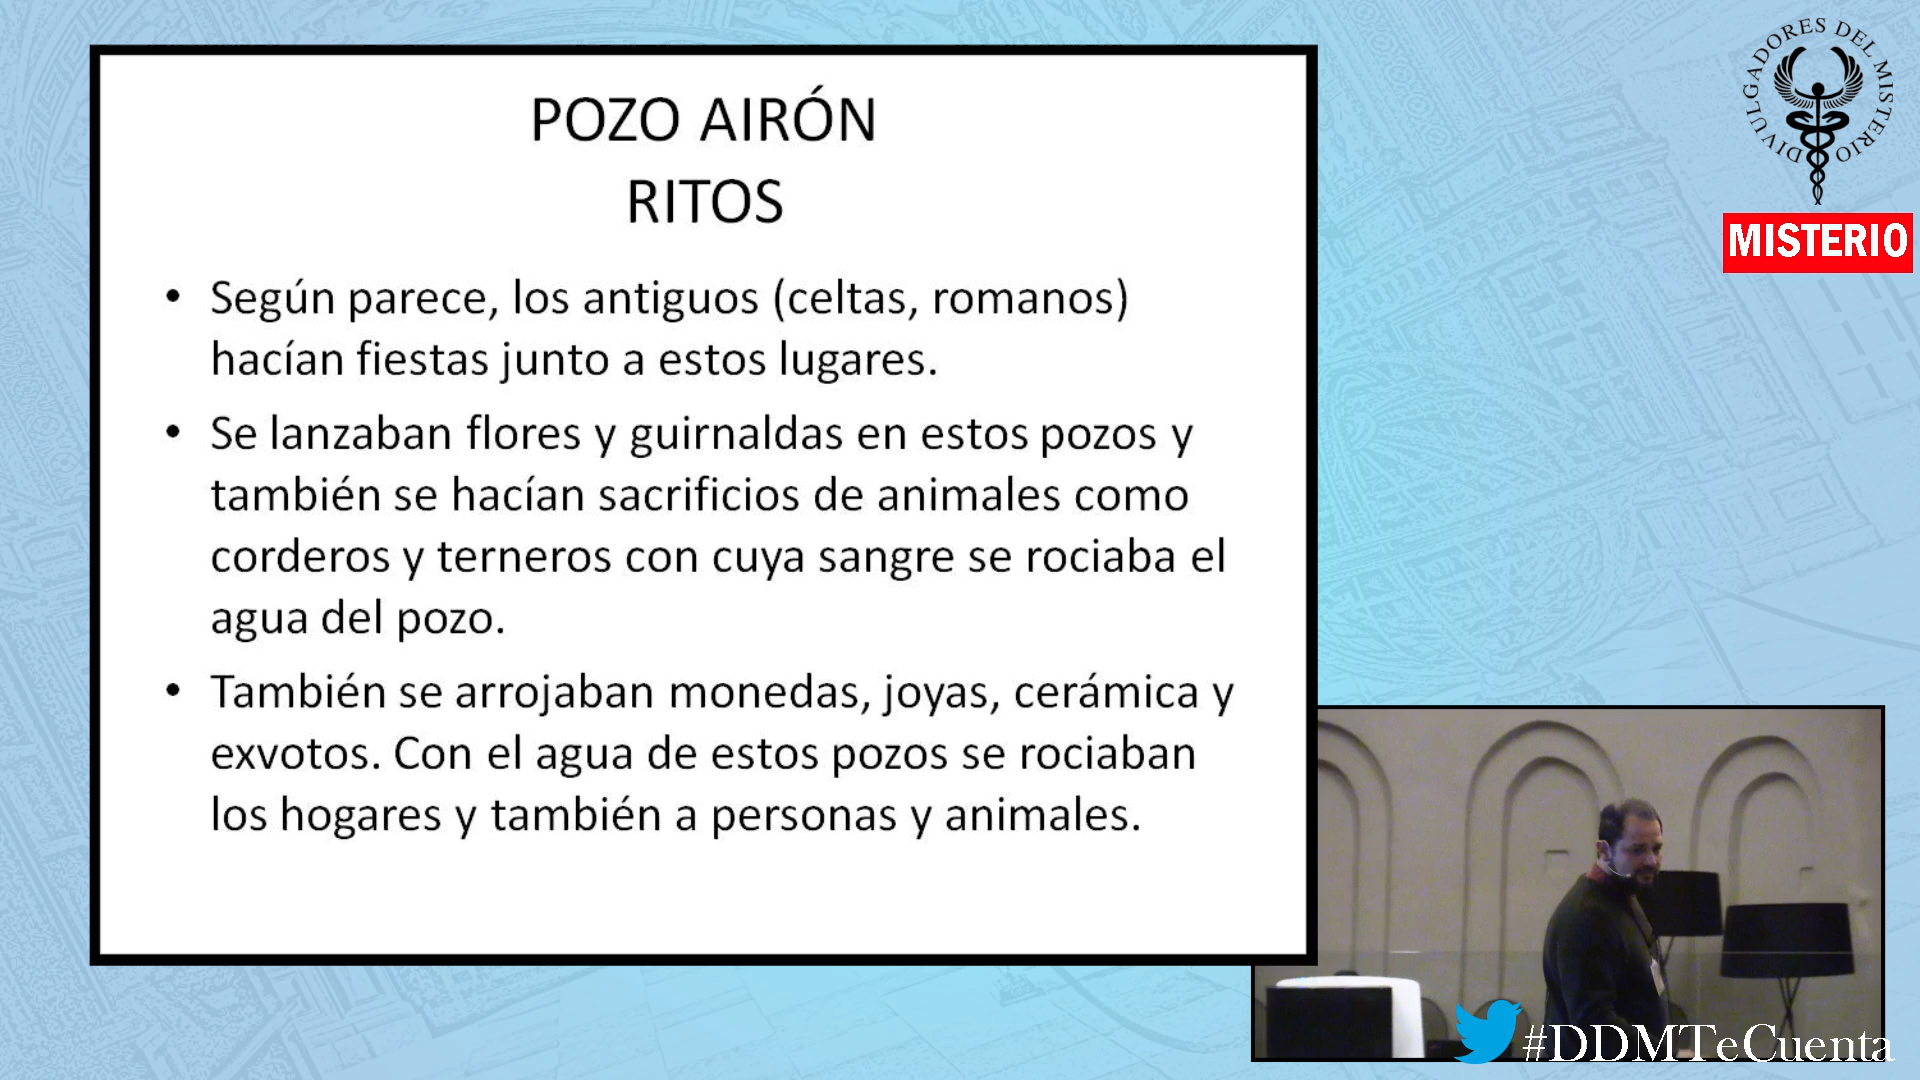 POZO AIRÓN
RITOS
• Según parece, los antiguos (celtas, romanos)
hacían fiestas junto a estos lugares.
• Se lanzaban flores y guirnaldas en estos pozos y
también se hacían sacrificios de animales como
corderos y terneros con cuya sangre se rociaba el
agua del pozo.
• También se arrojaban monedas, joyas, cerámica y
exvotos. Con el agua de estos pozos se rociaban
los hogares y también a personas y animales.
DIVULGADORES DEL MISTERIO
MISTERIO
#DDMTeCuenta